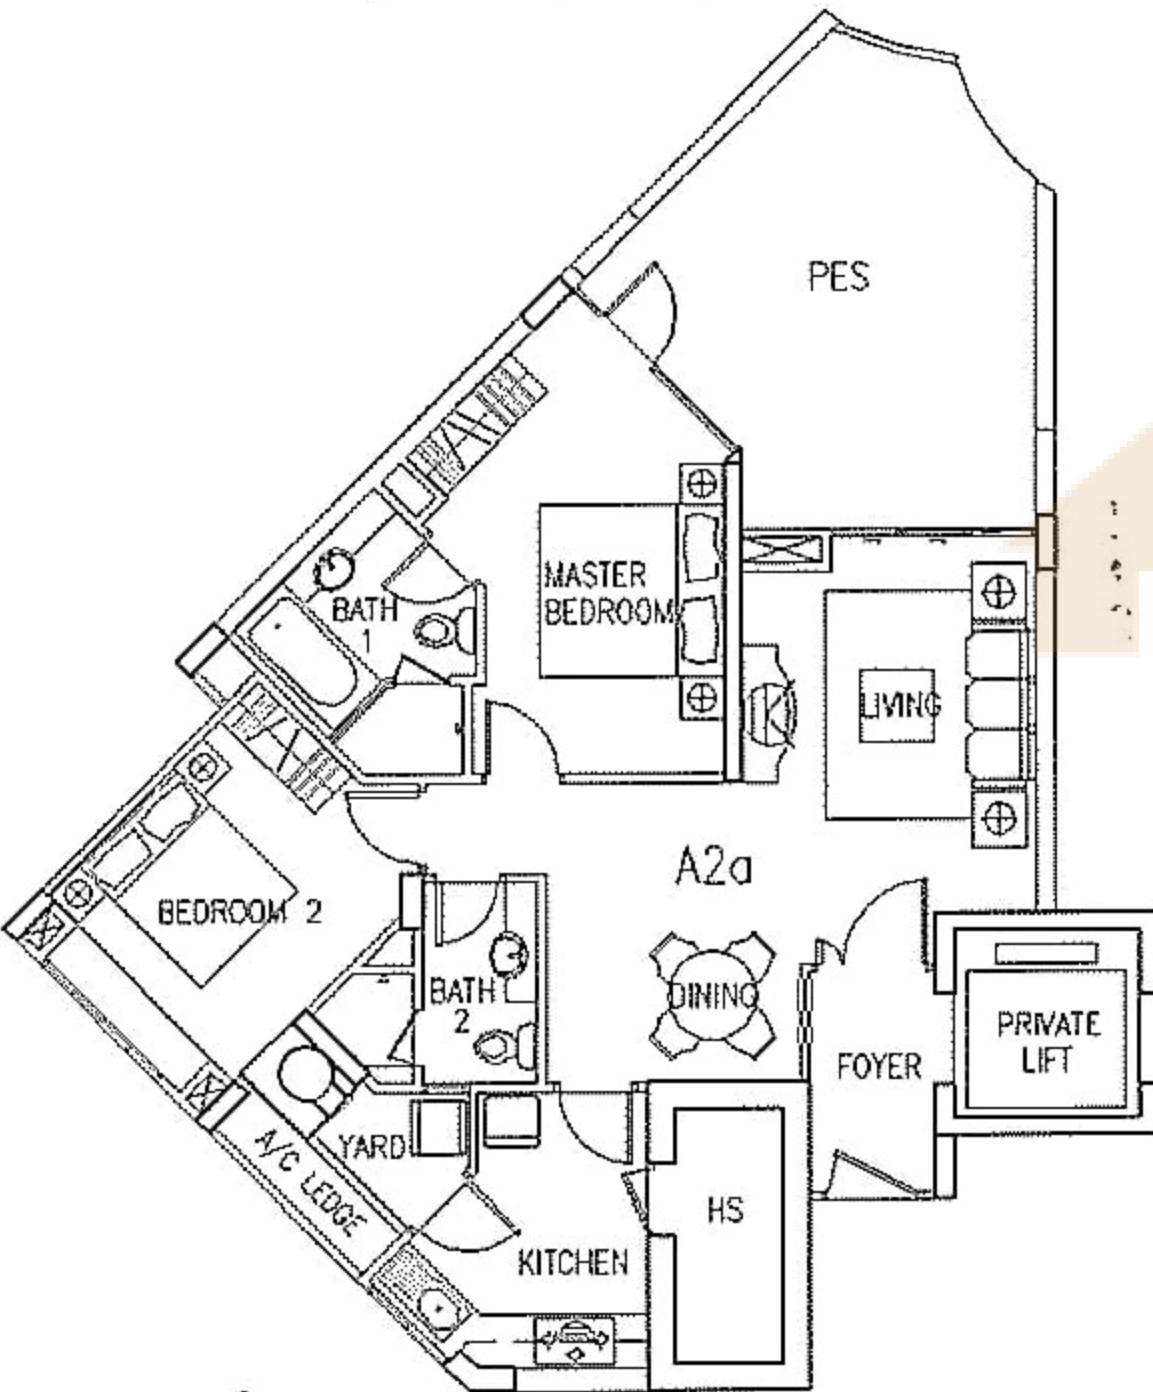 PES
MASTER
BEDROOM
BATH
1
LIVING
A2a
BEDROOM 2
BATH
2
DINING
PRIVATE
LIFT
FOYER
YARD
A/C LEDGE
HS
KITCHEN